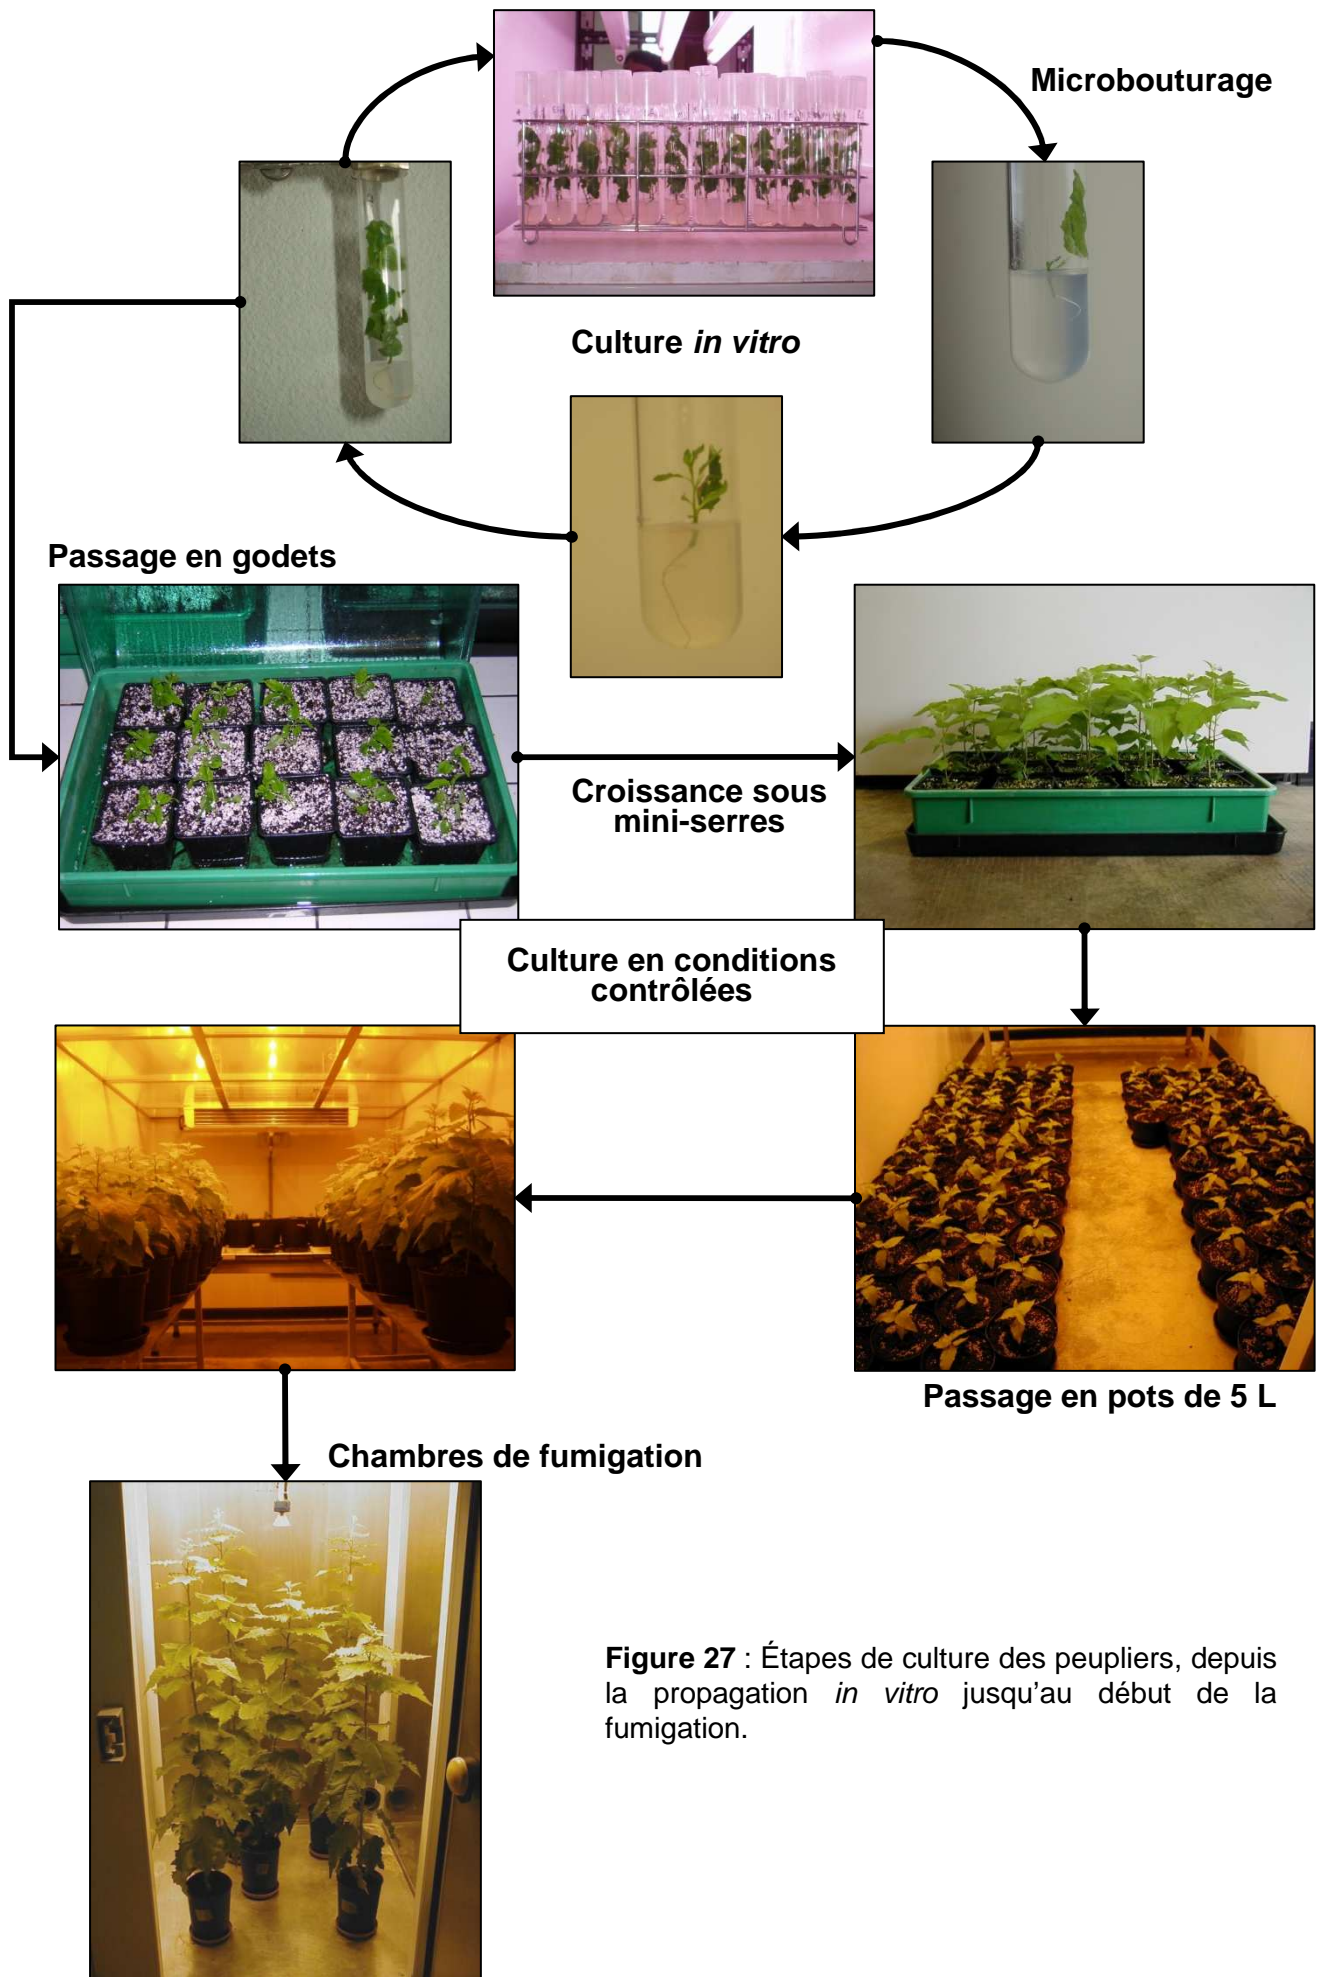 Microbouturage
Culture in vitro
Passage en godets
Croissance sous
mini-serres
Culture en conditions
contrôlées
Passage en pots de 5 L
Chambres de fumigation
Figure 27 : Étapes de culture des peupliers, depuis
la propagation in vitro jusqu'au début de la
fumigation.